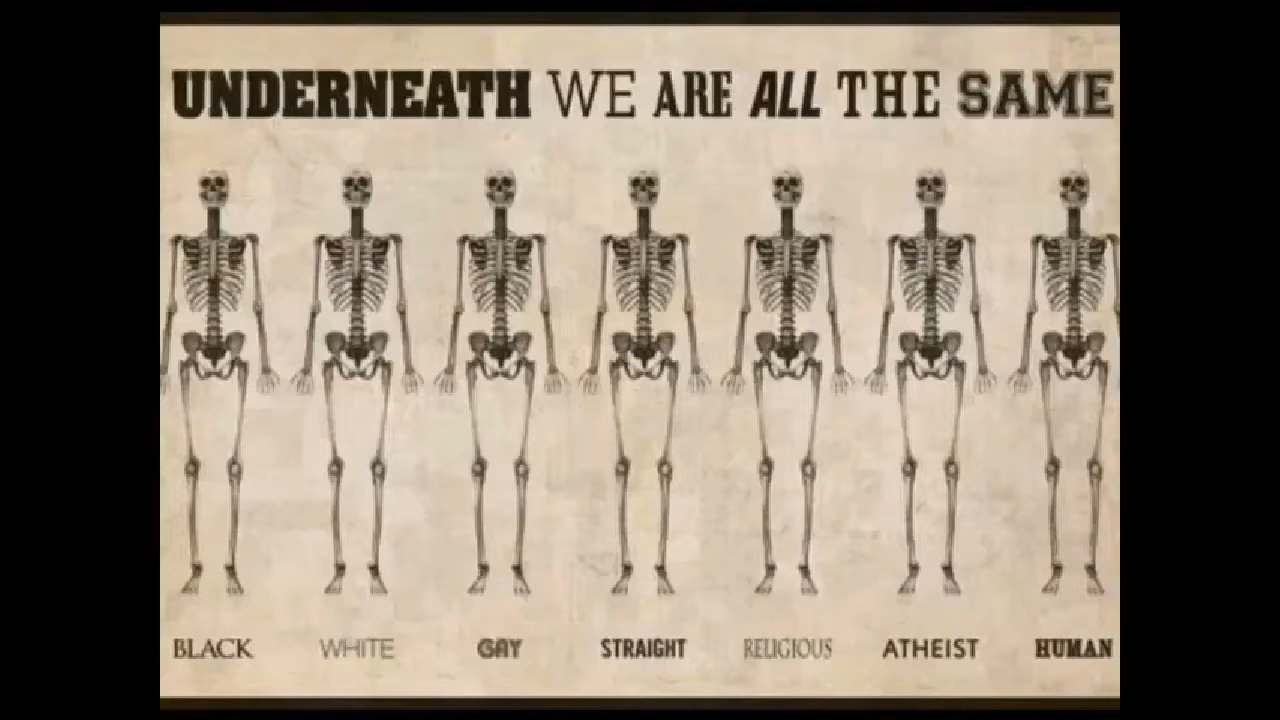 UNDERNEATH WE ARE ALL THE SAME
BLACK WHITE GAY STRAIGHT RELIGIOUS ATHEIST HUMAN